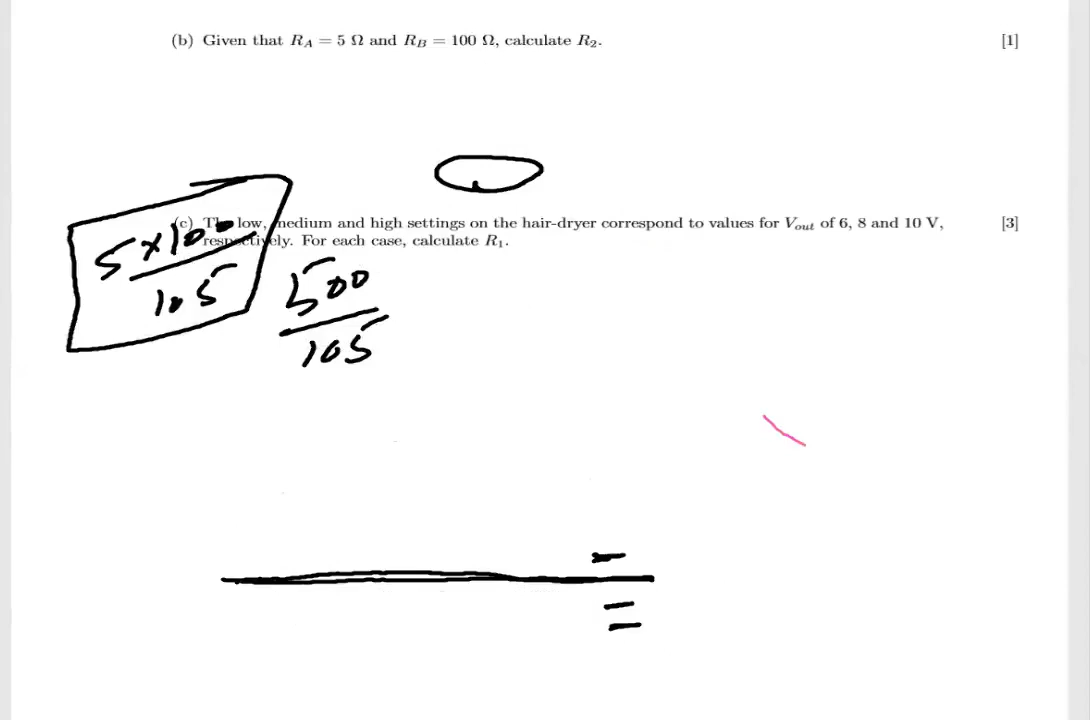 (b) Given that R_A = 5 Ω and R_B = 100 Ω, calculate R_2.
[1]
(c) The low, medium and high settings on the hair-dryer correspond to values for V_out of 6, 8 and 10 V,
[3]
respectively. For each case, calculate R_1.
5 × 100
105
500
105